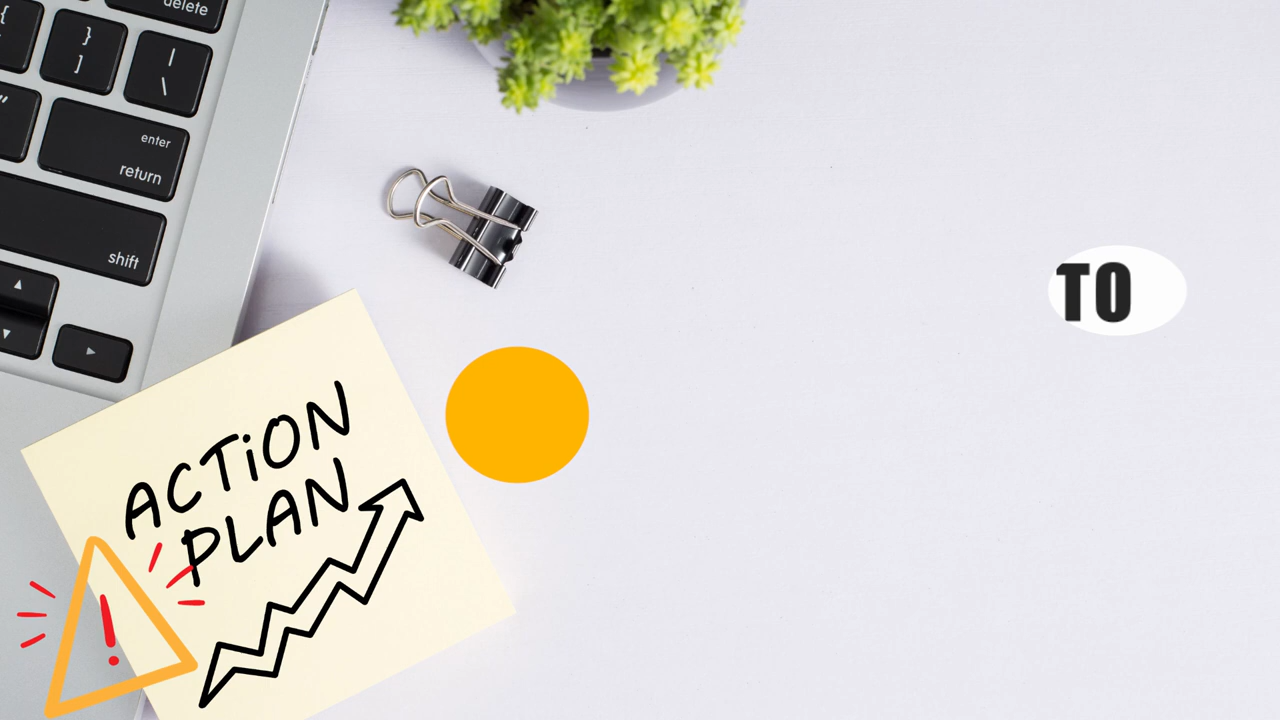 delete
}
]
|
\
"
enter
return
shift
TO
ACTION
PLAN
!